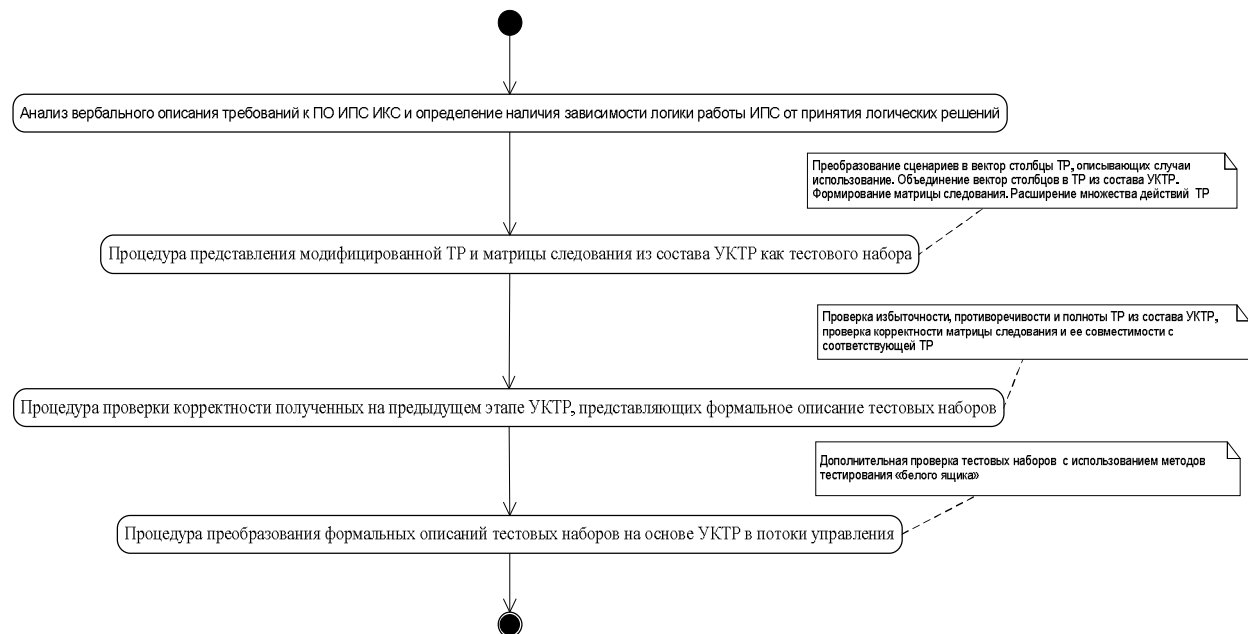 Анализ вербального описания требований к ПО ИПС ИКС и определение наличия зависимости логики работы ИПС от принятия логических решений
Преобразование сценариев в вектор столбцы ТР, описывающих случаи
использование. Объединение вектор столбцов в ТР из состава УКТР.
Формирование матрицы следования. Расширение множества действий ТР
Процедура представления модифицированной ТР и матрицы следования из состава УКТР как тестового набора
Проверка избыточности, противоречивости и полноты ТР из состава УКТР,
проверка корректности матрицы следования и ее совместимости с
соответствующей ТР
Процедура проверки корректности полученных на предыдущем этапе УКТР, представляющих формальное описание тестовых наборов
Дополнительная проверка тестовых наборов с использованием методов
тестирования «белого ящика»
Процедура преобразования формальных описаний тестовых наборов на основе УКТР в потоки управления